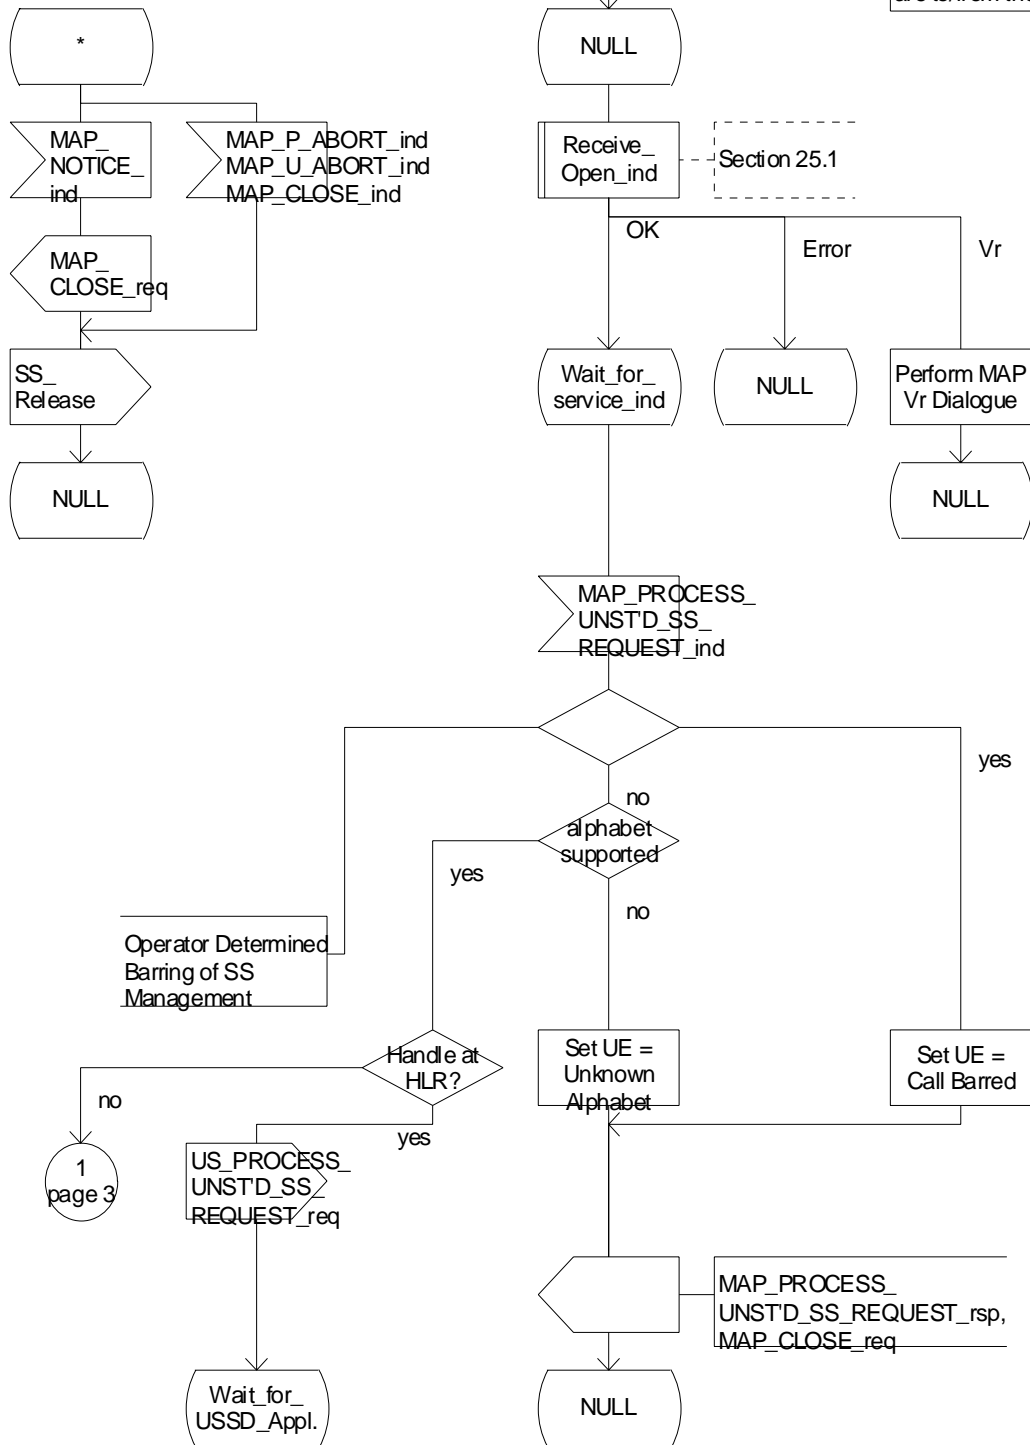 *
NULL
MAP_
NOTICE_
ind
MAP_P_ABORT_ind
MAP_U_ABORT_ind
MAP_CLOSE_ind
Receive_
Open_ind
Section 25.1
OK
Error
Vr
MAP_
CLOSE_req
SS_
Release
Wait_for_
service_ind
NULL
Perform MAP
Vr Dialogue
NULL
NULL
MAP_PROCESS_
UNST'D_SS_
REQUEST_ind
yes
no
alphabet
supported
yes
no
Operator Determined
Barring of SS
Management
Handle at
HLR?
Set UE =
Unknown
Alphabet
Set UE =
Call Barred
no
yes
1
page 3
US_PROCESS_
UNST'D_SS_
REQUEST_req
MAP_PROCESS_
UNST'D_SS_REQUEST_rsp,
MAP_CLOSE_req
Wait_for_
USSD_Appl.
NULL